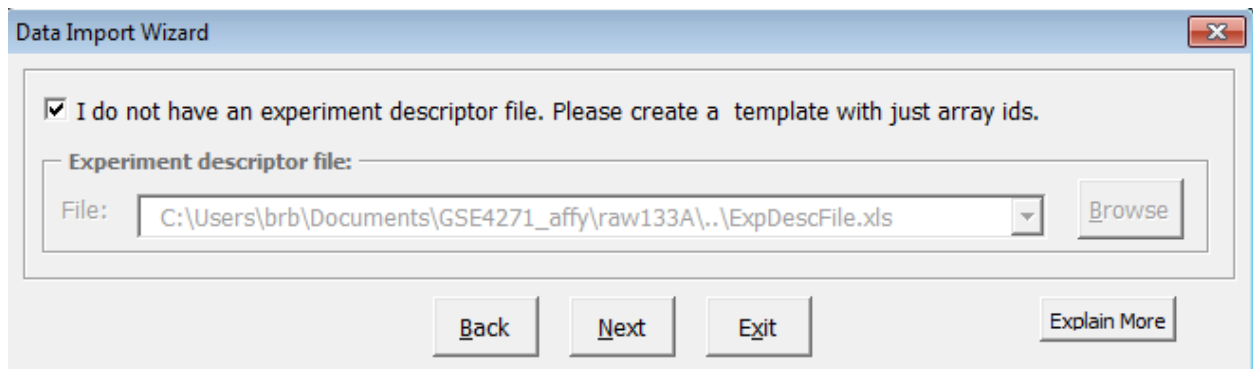 Data Import Wizard
I do not have an experiment descriptor file. Please create a  template with just array ids.
Experiment descriptor file:
File: C:\Users\brb\Documents\GSE4271_affy\raw133A\..\ExpDescFile.xls Browse
Back Next Exit Explain More